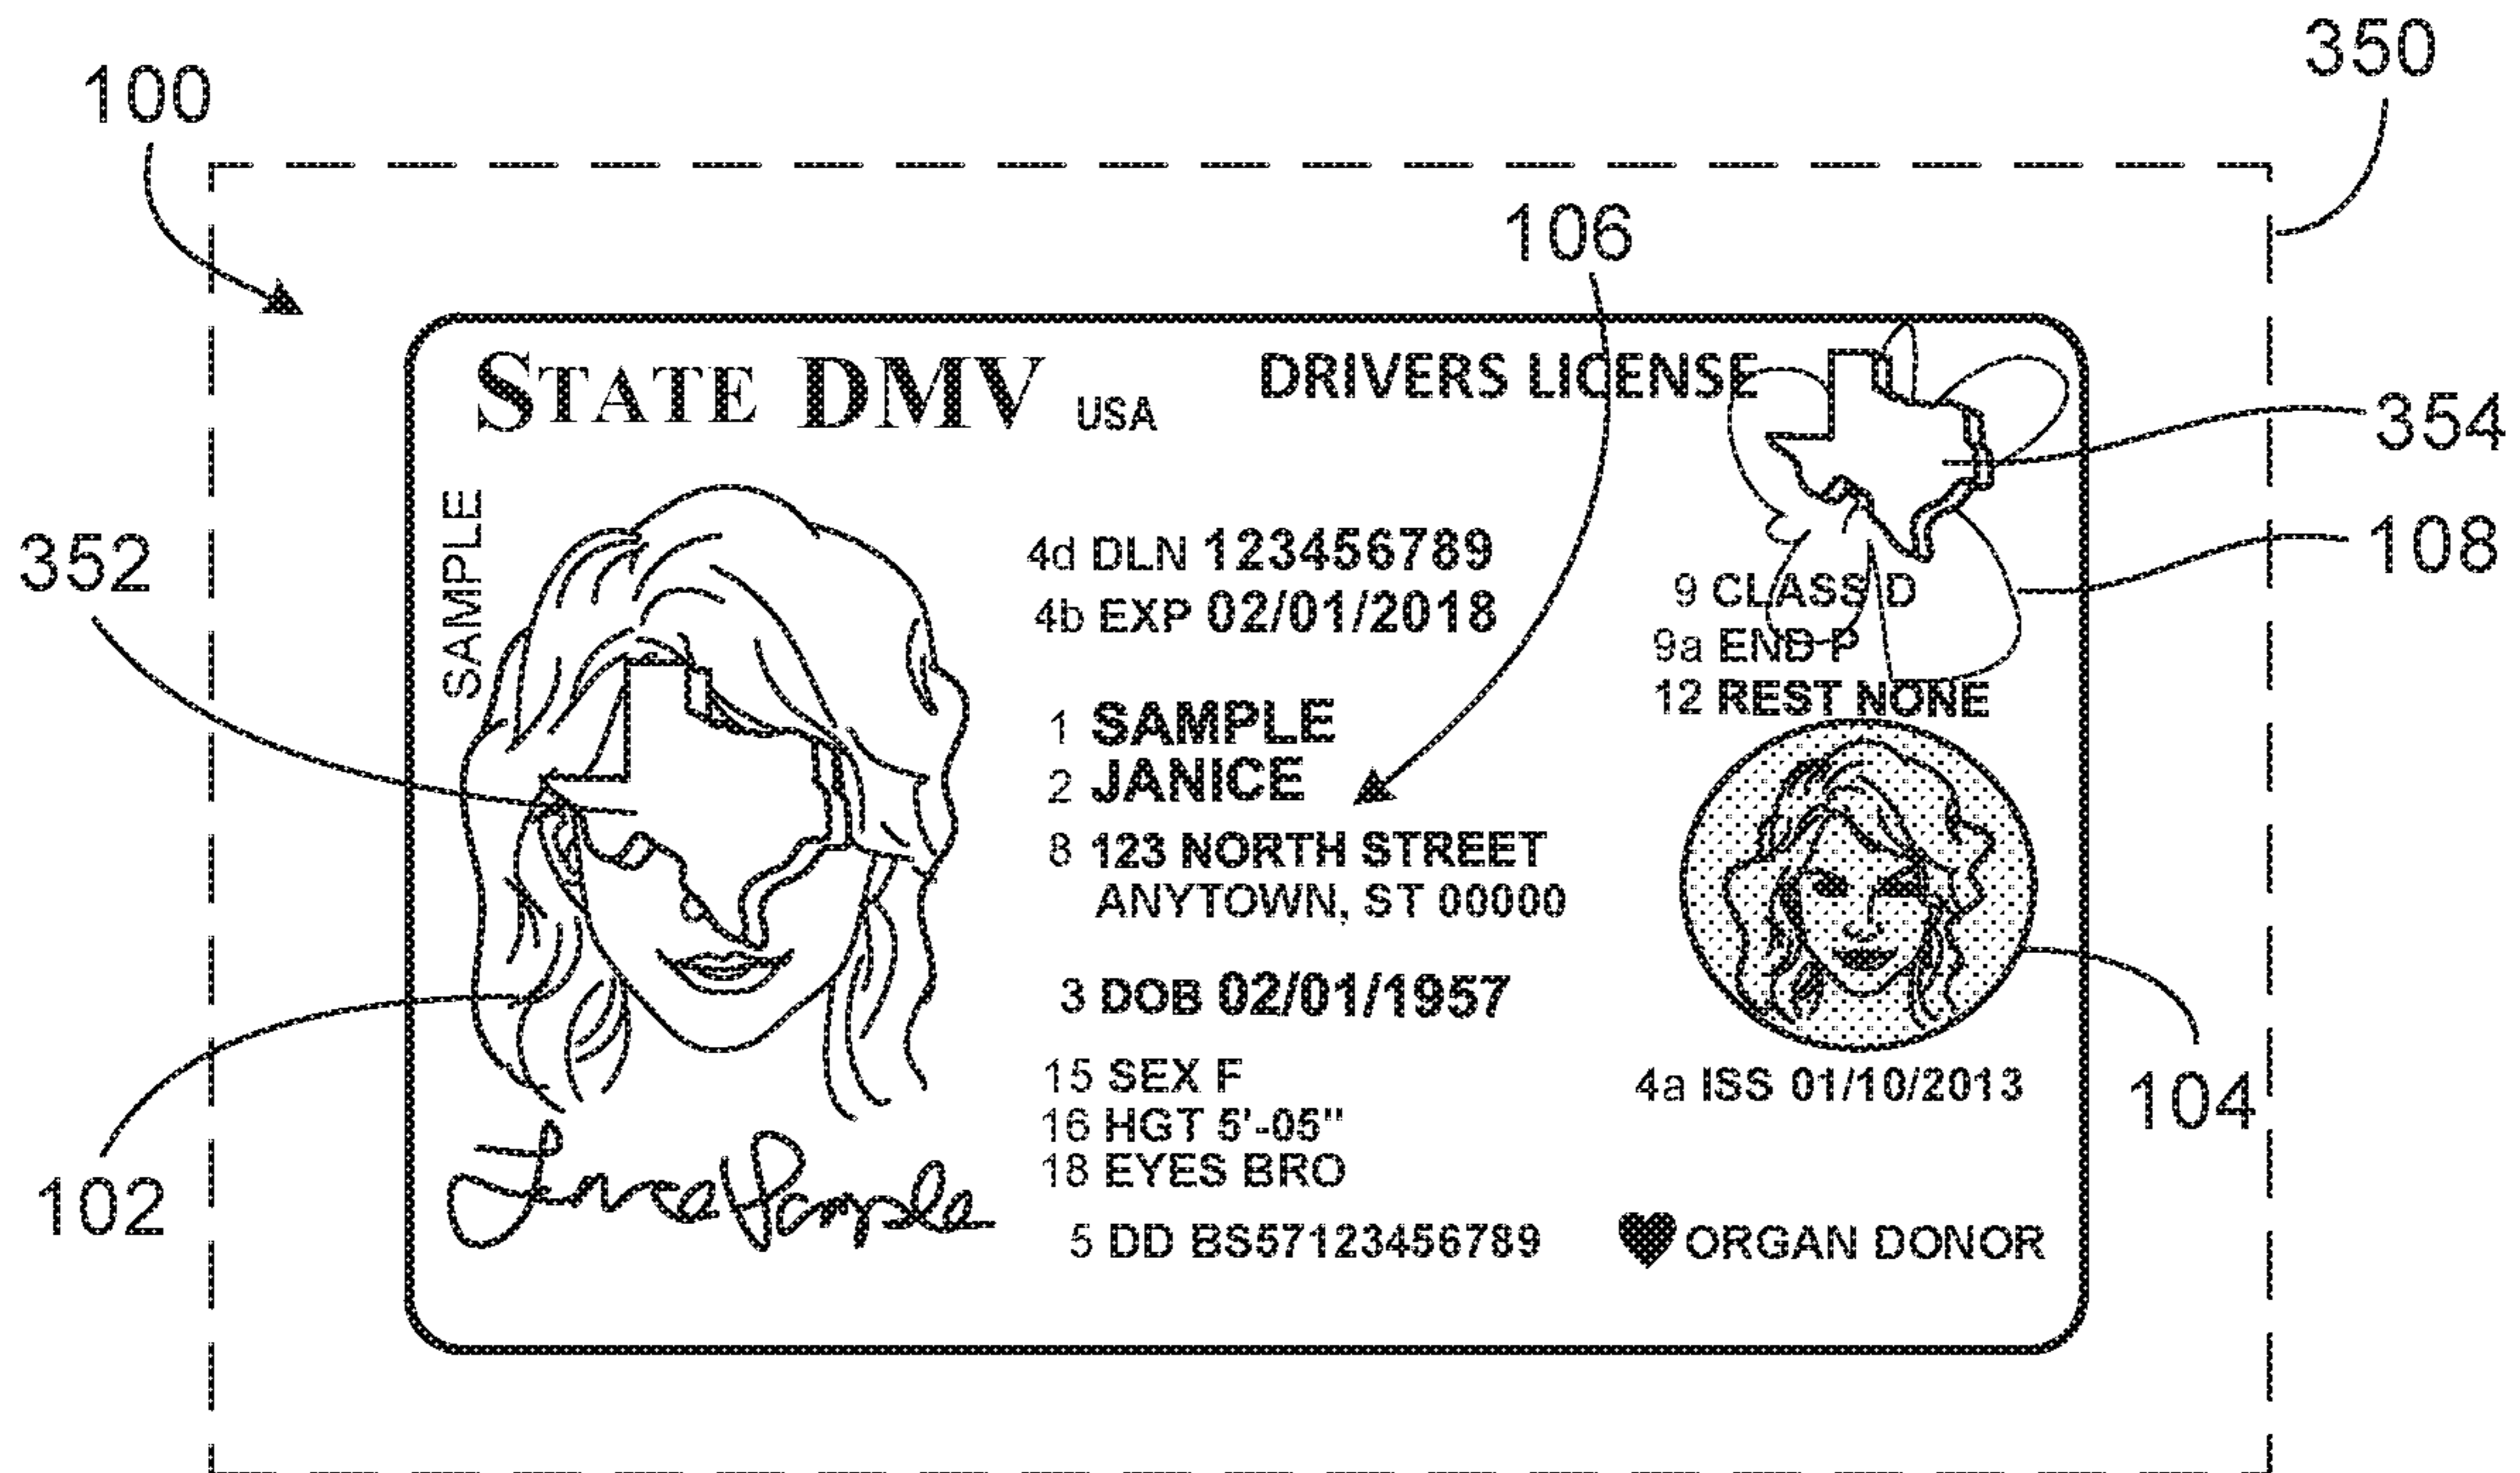 350
100
106
STATE DMV USA
DRIVERS LICENSE
354
SAMPLE
352
108
4d DLN 123456789
4b EXP 02/01/2018
9 CLASS D
9a END P
12 REST NONE
1 SAMPLE
2 JANICE
8 123 NORTH STREET
ANYTOWN, ST 00000
3 DOB 02/01/1957
15 SEX F
16 HGT 5'-05"
18 EYES BRO
4a ISS 01/10/2013
104
102
5 DD BS57123456789
ORGAN DONOR